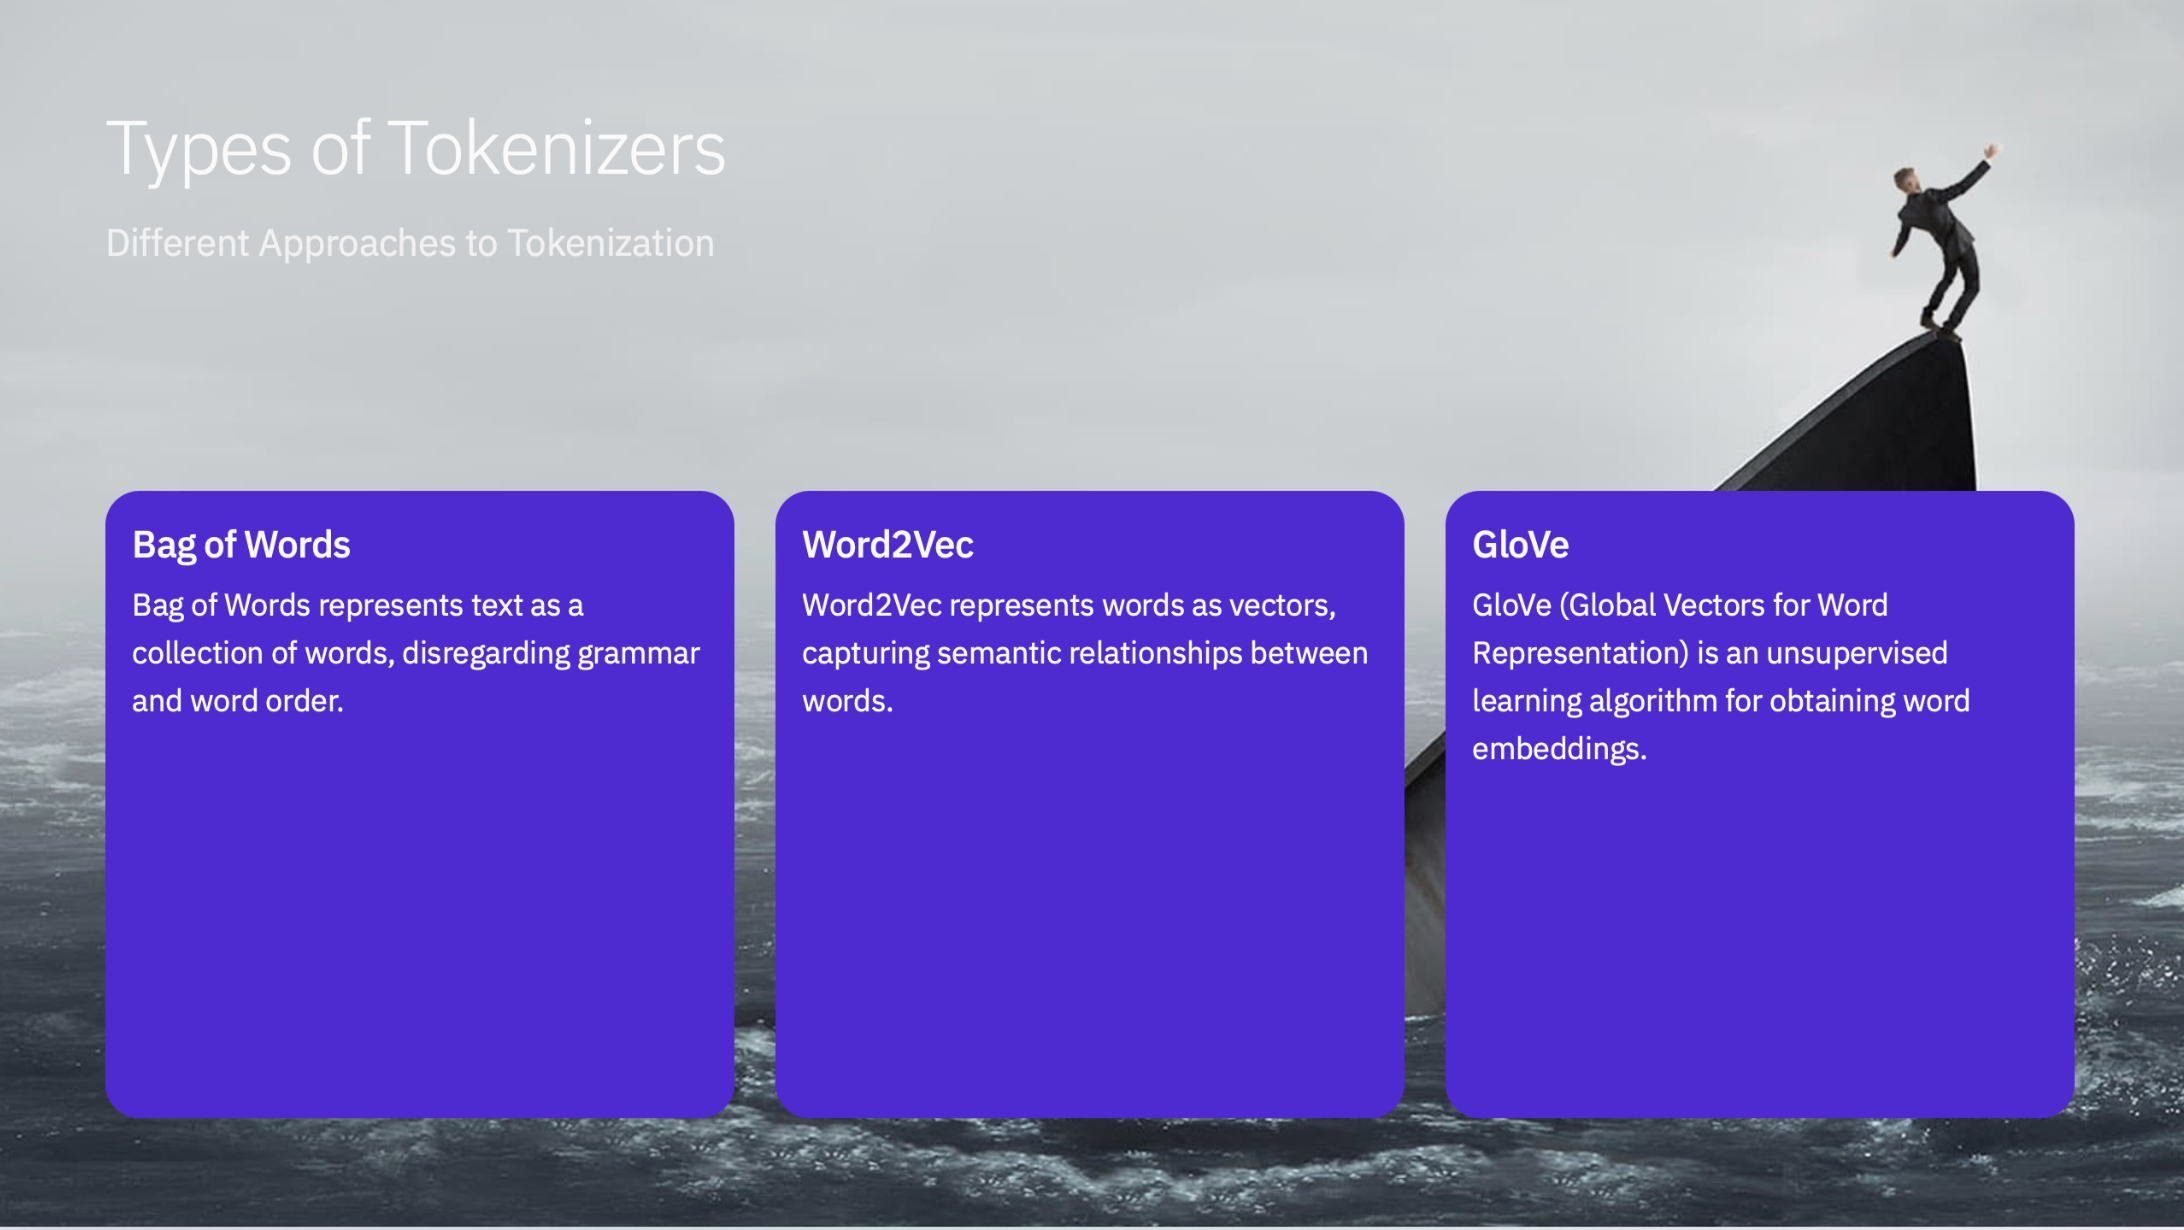 Types of Tokenizers
Different Approaches to Tokenization
Bag of Words
Bag of Words represents text as a
collection of words, disregarding grammar
and word order.
Word2Vec
Word2Vec represents words as vectors,
capturing semantic relationships between
words.
GloVe
GloVe (Global Vectors for Word
Representation) is an unsupervised
learning algorithm for obtaining word
embeddings.